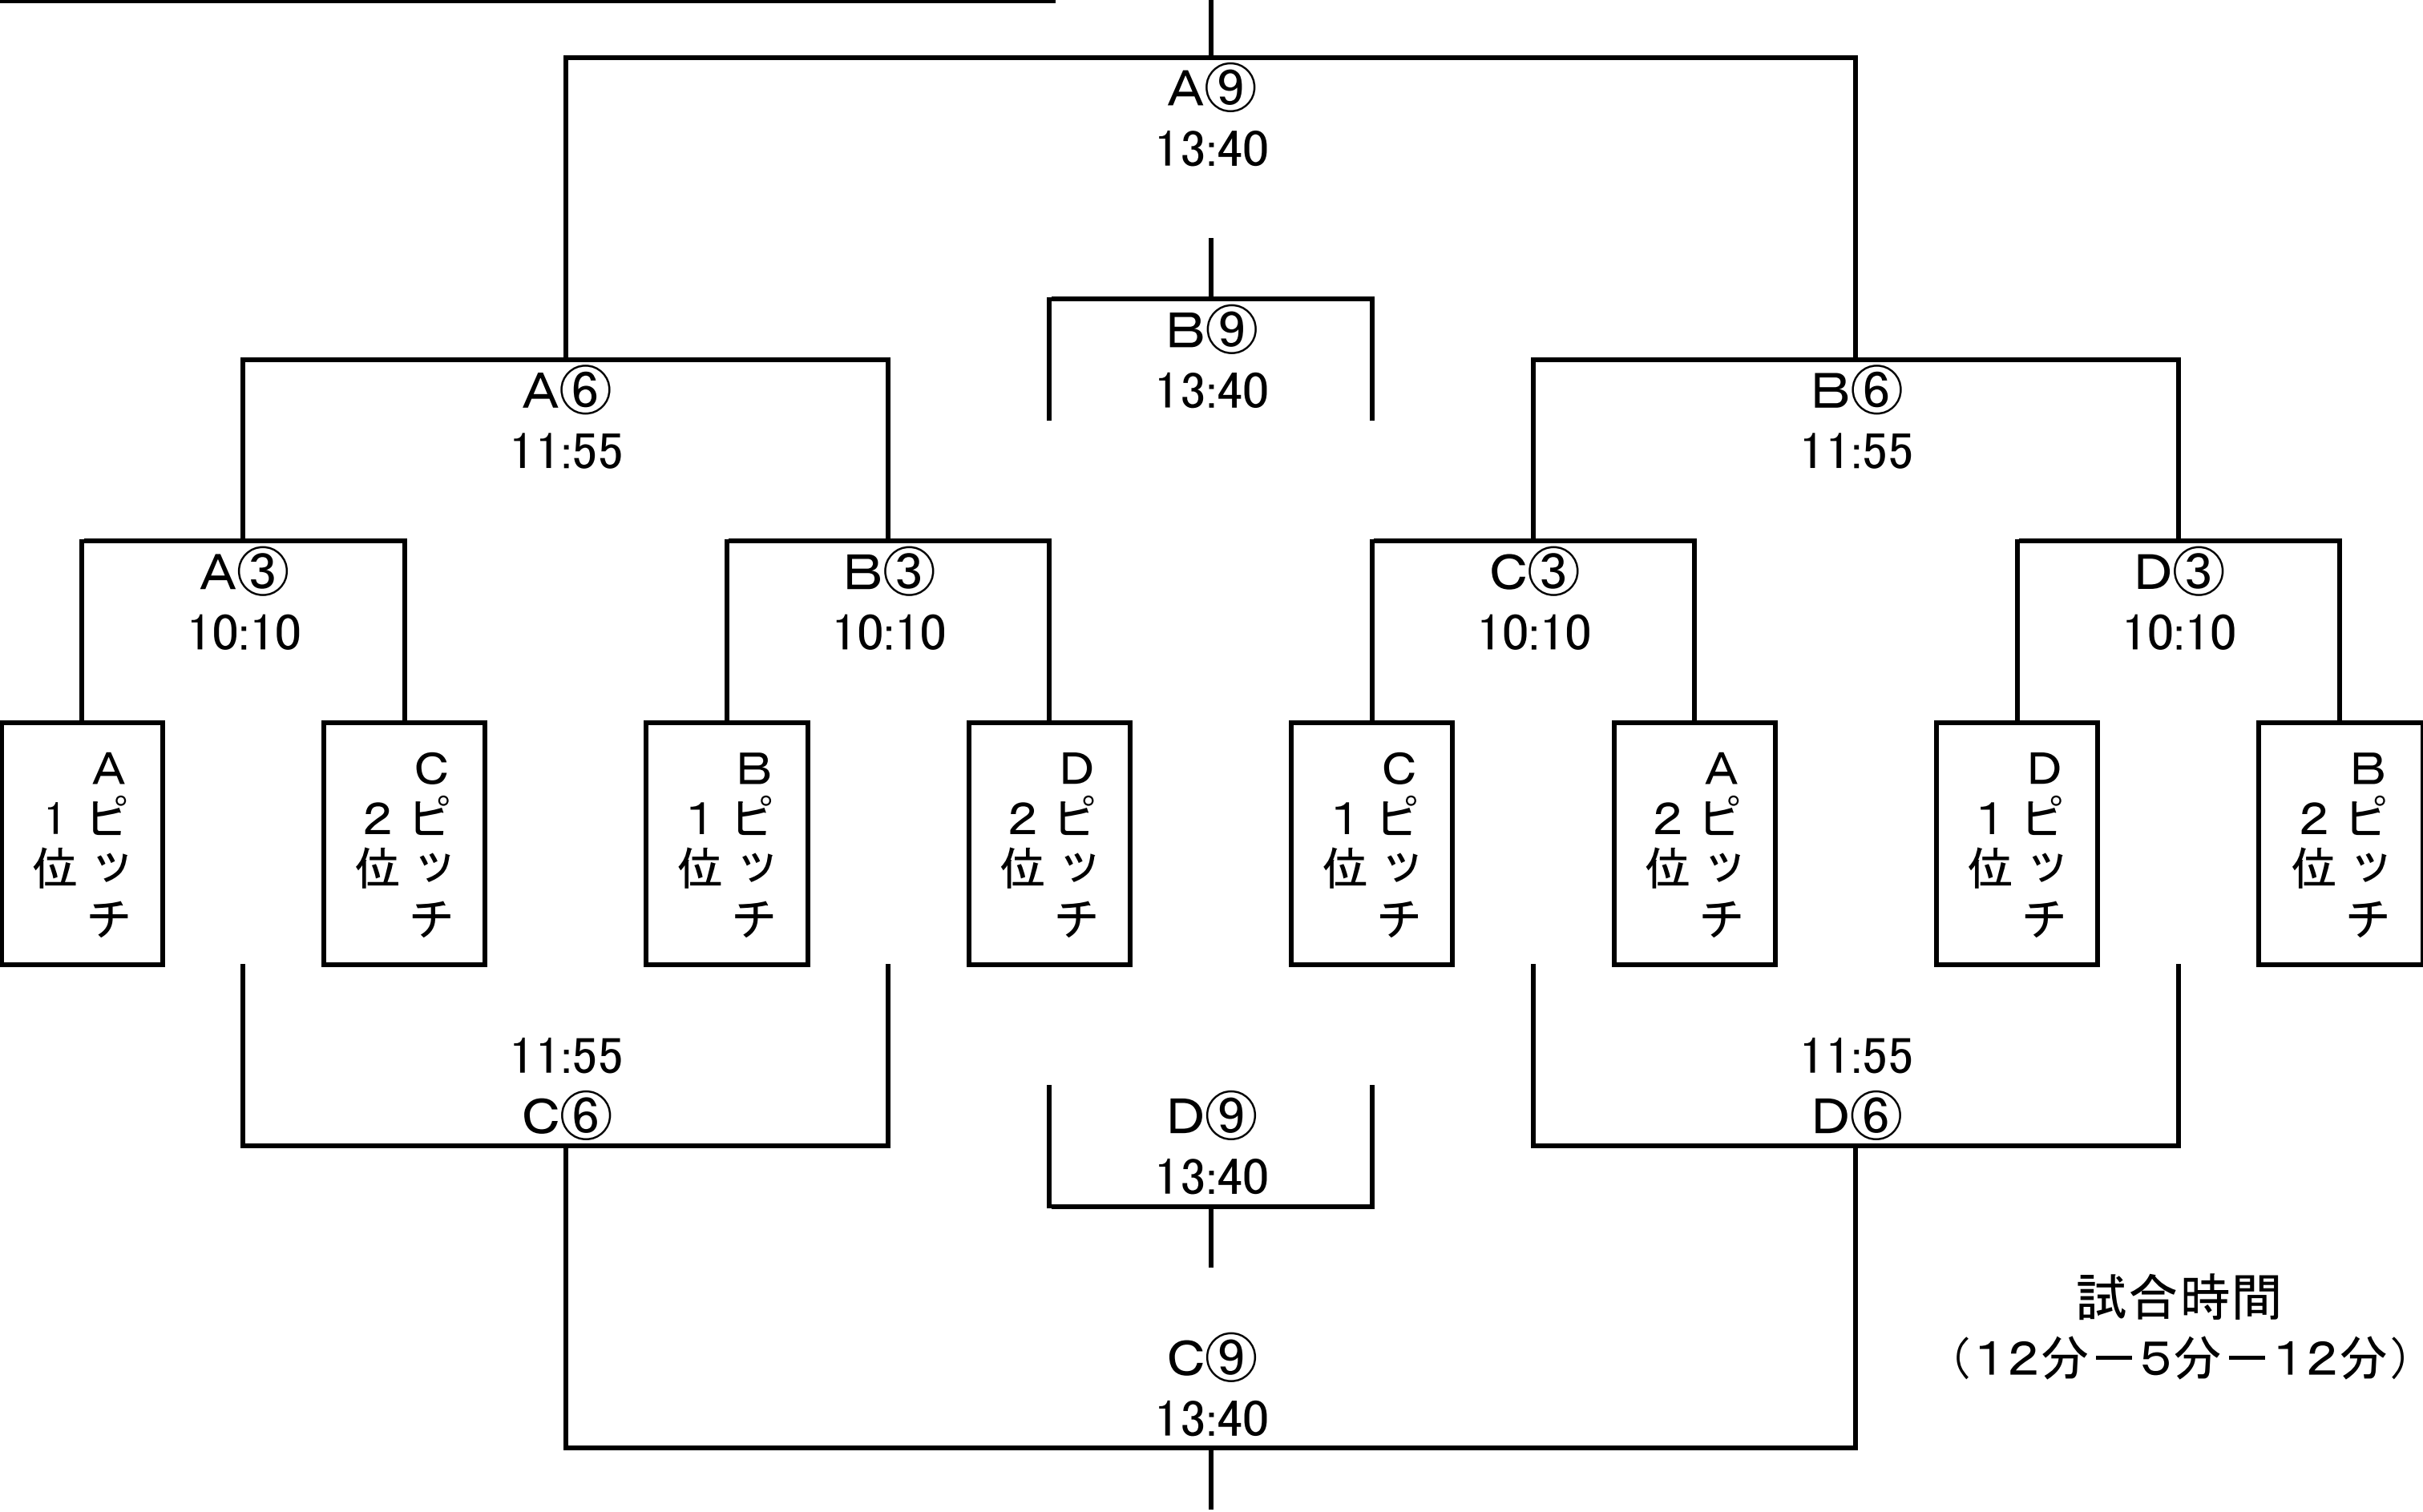 A⑨
13:40
B⑨
13:40
A⑥
11:55
B⑥
11:55
A③
10:10
B③
10:10
C③
10:10
D③
10:10
Aピッチ
1位
Cピッチ
2位
Bピッチ
1位
Dピッチ
2位
Cピッチ
1位
Aピッチ
2位
Dピッチ
1位
Bピッチ
2位
11:55
C⑥
11:55
D⑥
D⑨
13:40
C⑨
13:40
試合時間
（12分－5分－12分）